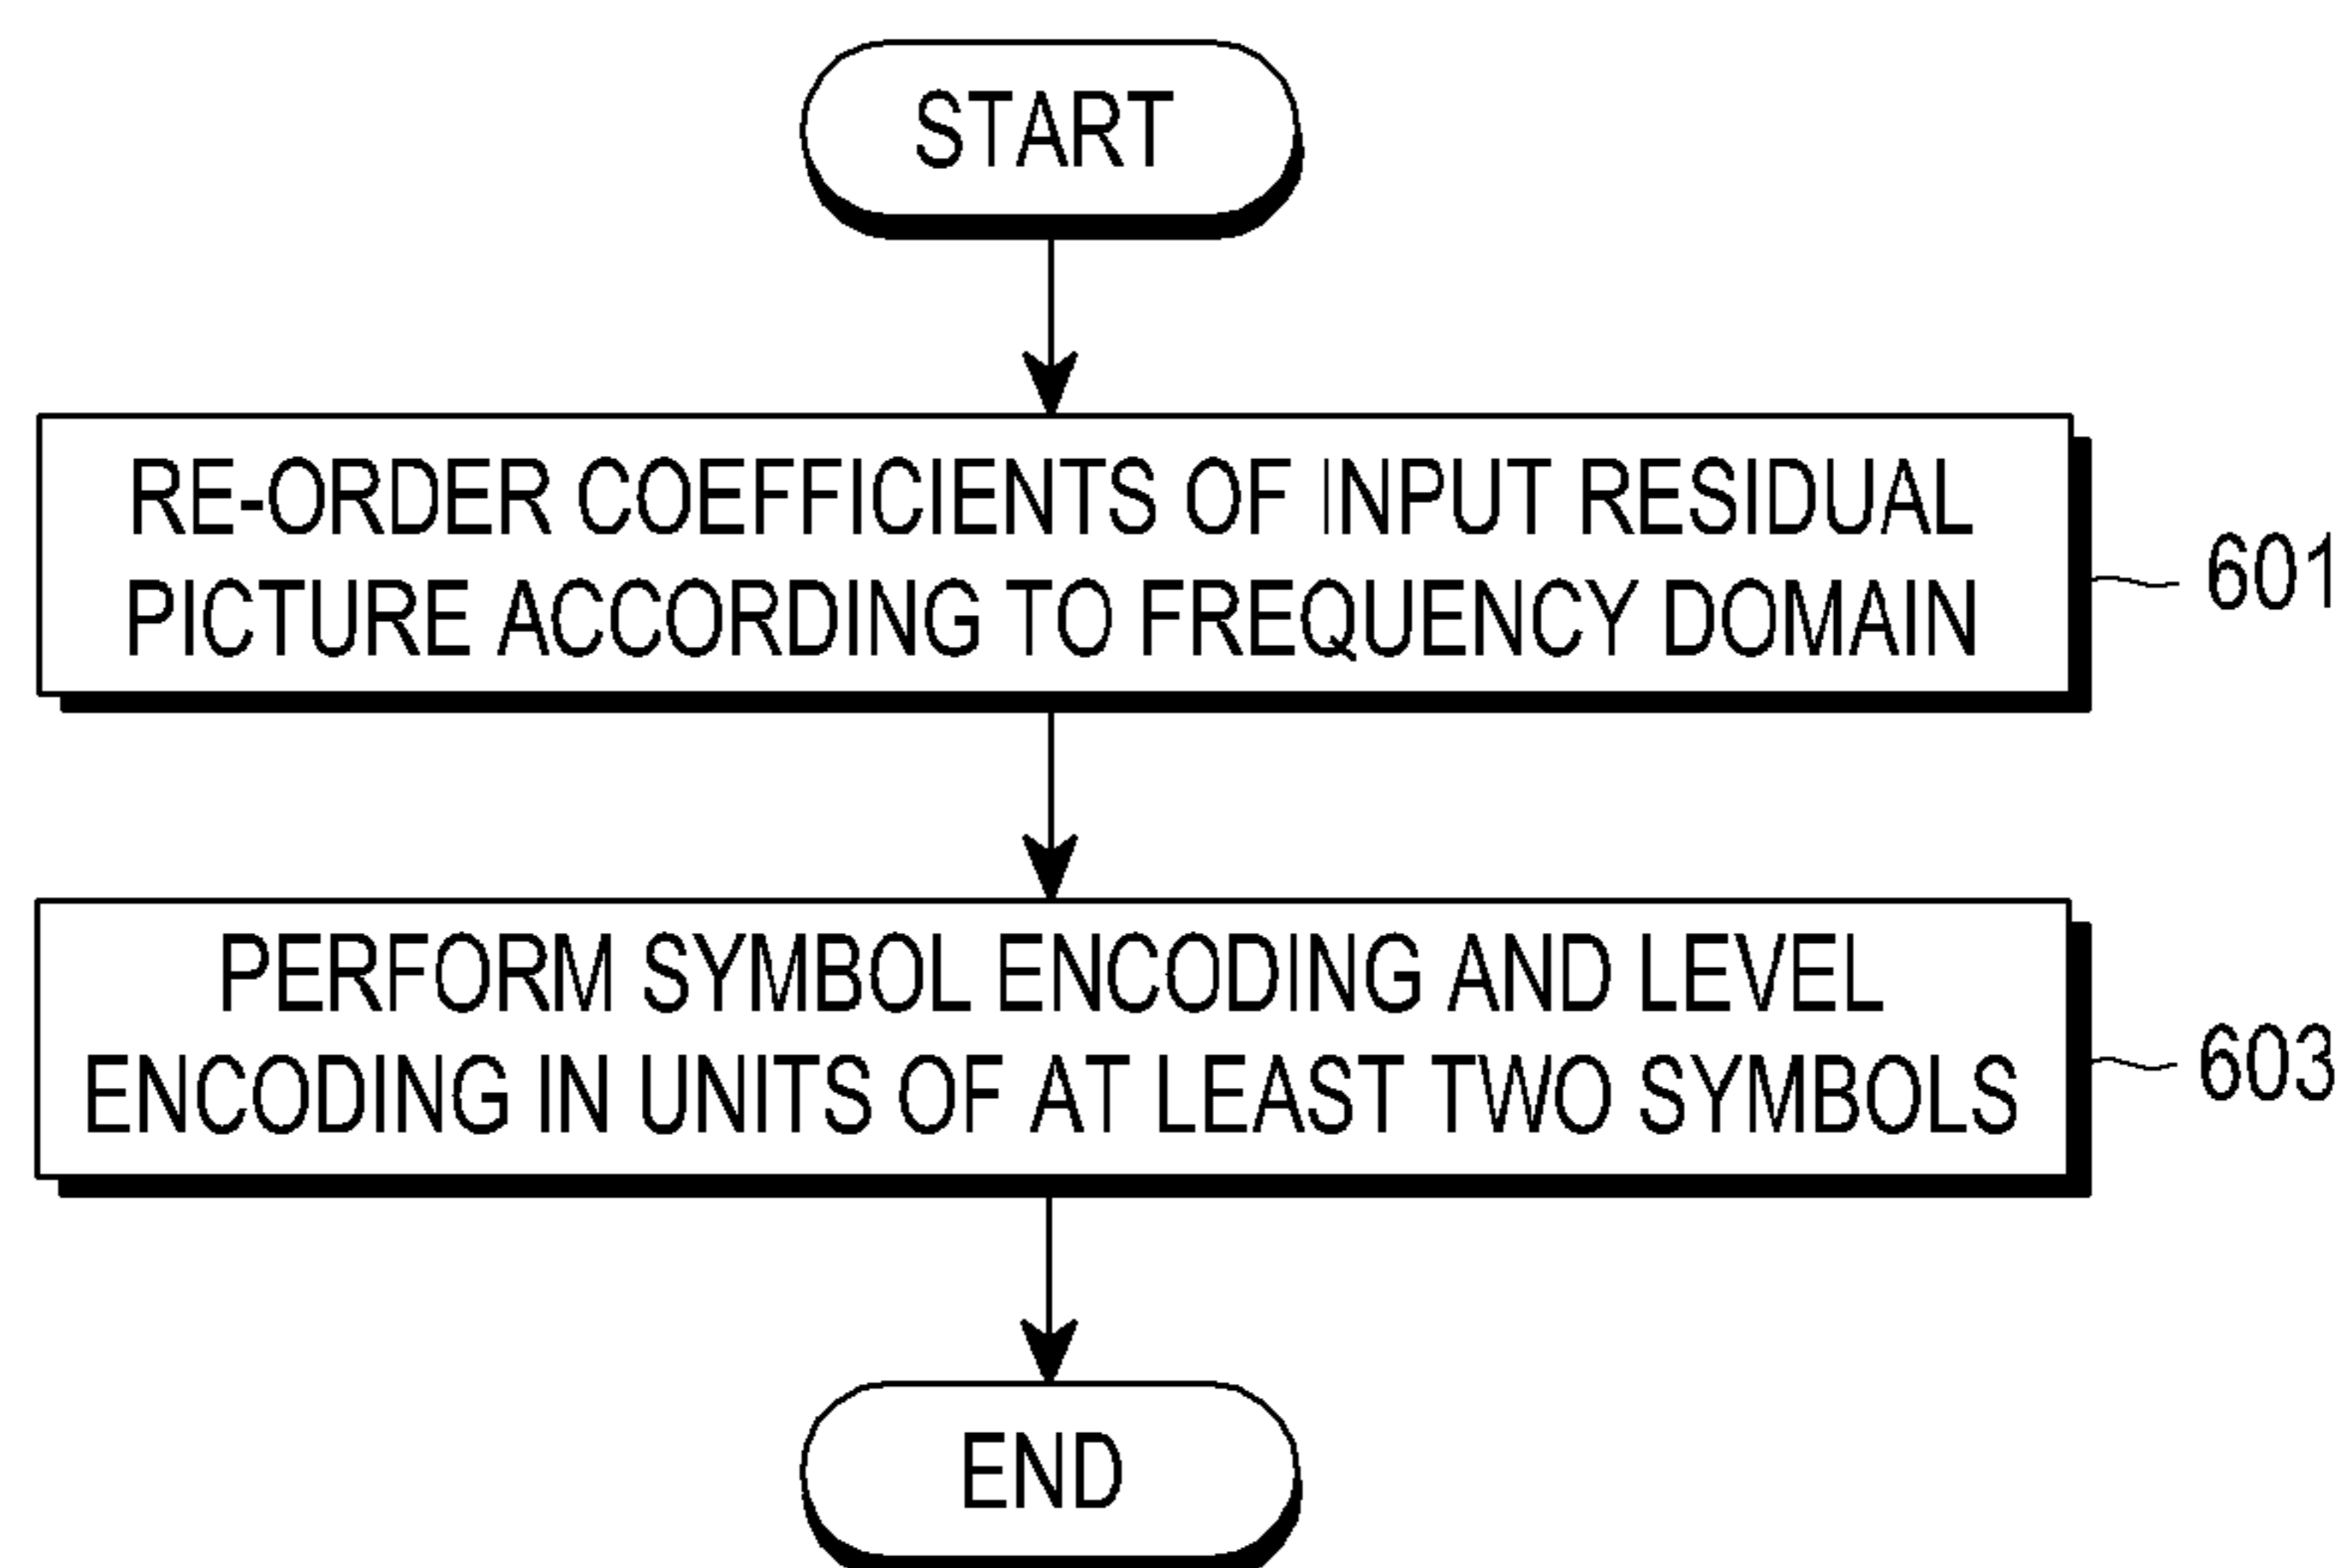 START
RE-ORDER COEFFICIENTS OF INPUT RESIDUAL
PICTURE ACCORDING TO FREQUENCY DOMAIN
601
PERFORM SYMBOL ENCODING AND LEVEL
ENCODING IN UNITS OF AT LEAST TWO SYMBOLS
603
END